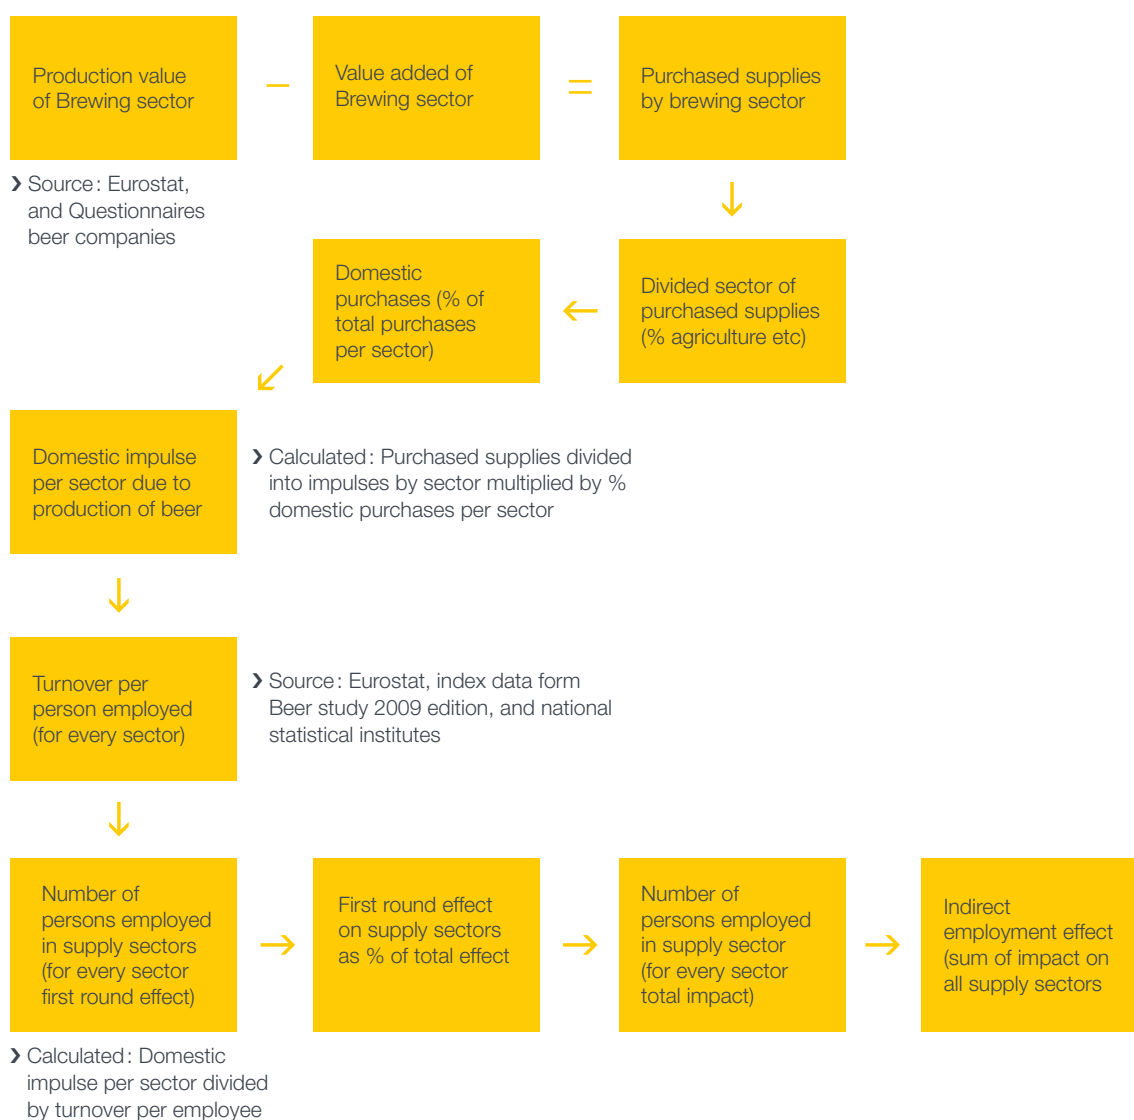 Production value
of Brewing sector
–
Value added of
Brewing sector
=
Purchased supplies
by brewing sector
› Source: Eurostat,
and Questionnaires
beer companies
Divided sector of
purchased supplies
(% agriculture etc)
Domestic
purchases (% of
total purchases
per sector)
Domestic impulse
per sector due to
production of beer
› Calculated: Purchased supplies divided
into impulses by sector multiplied by %
domestic purchases per sector
Turnover per
person employed
(for every sector)
› Source: Eurostat, index data form
Beer study 2009 edition, and national
statistical institutes
Number of
persons employed
in supply sectors
(for every sector
first round effect)
First round effect
on supply sectors
as % of total effect
Number of
persons employed
in supply sector
(for every sector
total impact)
Indirect
employment effect
(sum of impact on
all supply sectors
› Calculated: Domestic
impulse per sector divided
by turnover per employee